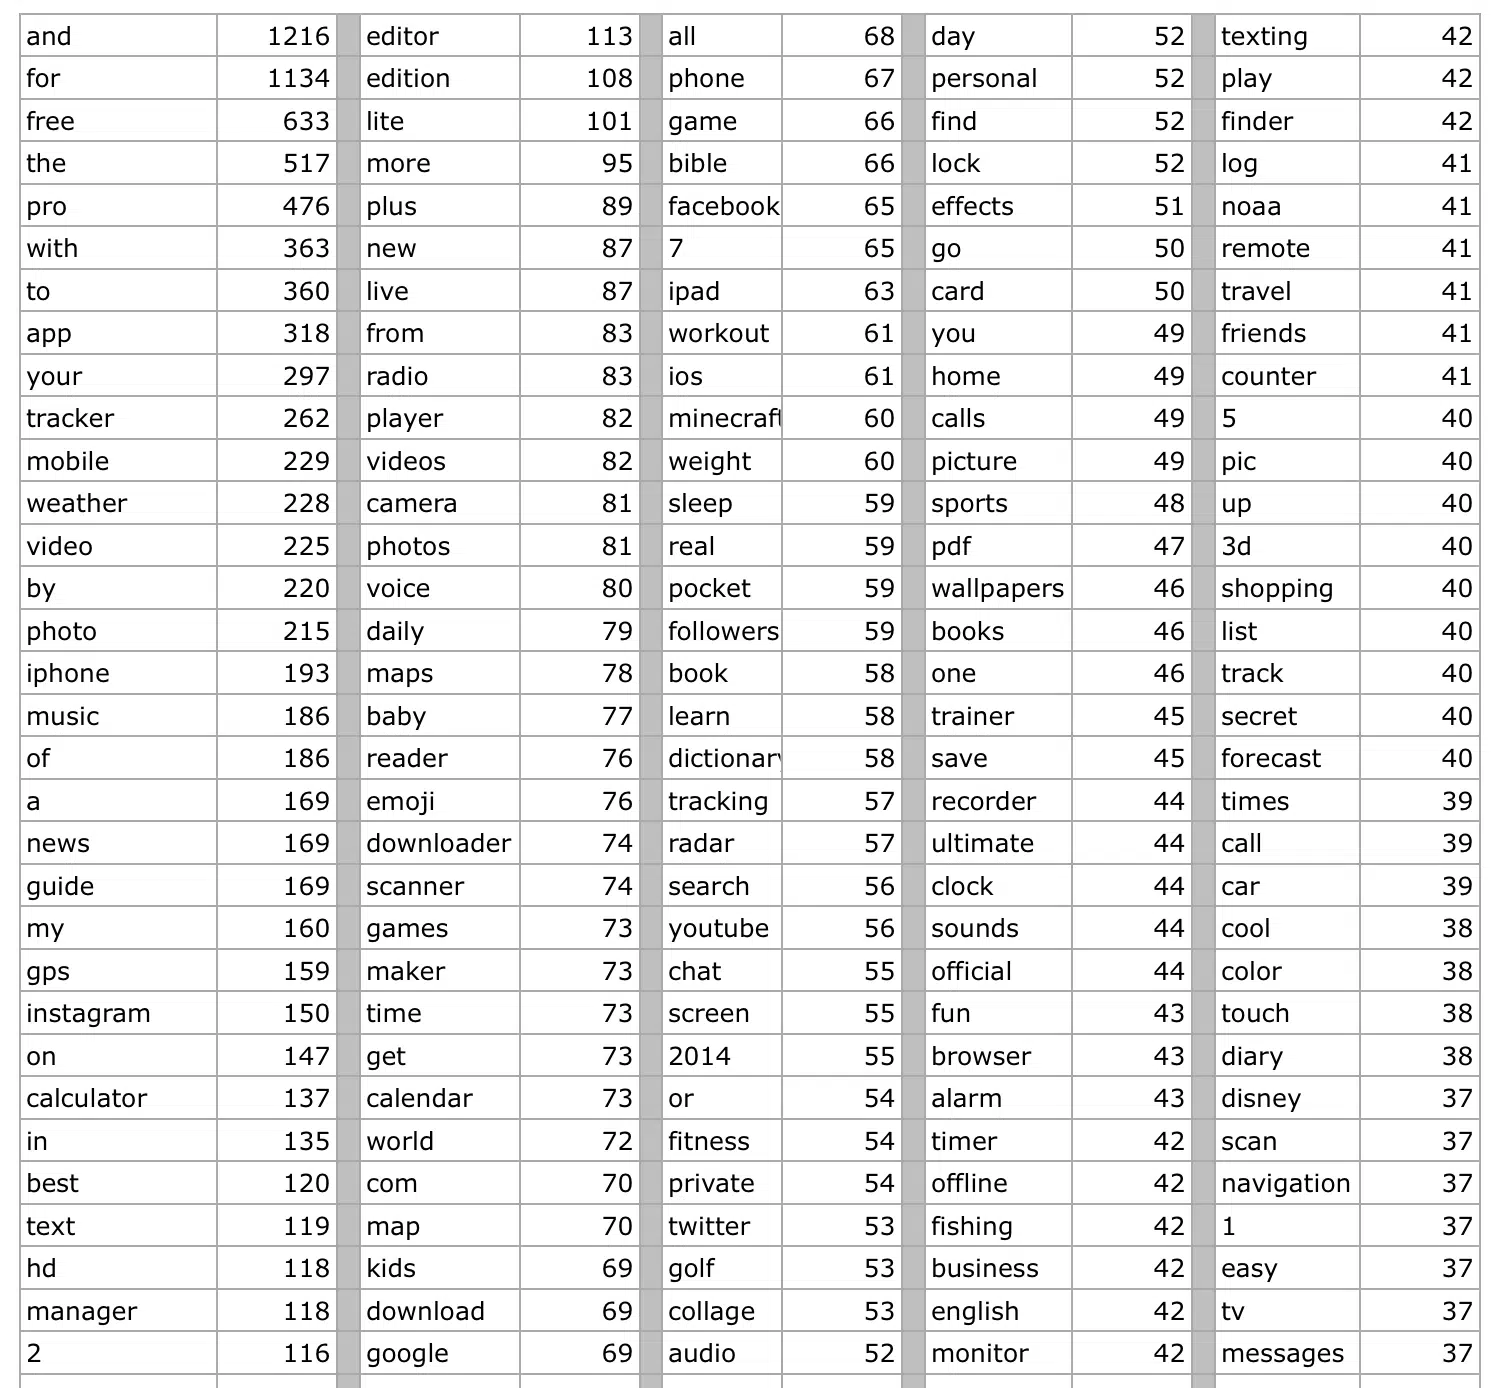 and 1216 editor 113 all 68 day 52 texting 42
for 1134 edition 108 phone 67 personal 52 play 42
free 633 lite 101 game 66 find 52 finder 42
the 517 more 95 bible 66 lock 52 log 41
pro 476 plus 89 facebook 65 effects 51 noaa 41
with 363 new 87 7 65 go 50 remote 41
to 360 live 87 ipad 63 card 50 travel 41
app 318 from 83 workout 61 you 49 friends 41
your 297 radio 83 ios 61 home 49 counter 41
tracker 262 player 82 minecraft 60 calls 49 5 40
mobile 229 videos 82 weight 60 picture 49 pic 40
weather 228 camera 81 sleep 59 sports 48 up 40
video 225 photos 81 real 59 pdf 47 3d 40
by 220 voice 80 pocket 59 wallpapers 46 shopping 40
photo 215 daily 79 followers 59 books 46 list 40
iphone 193 maps 78 book 58 one 46 track 40
music 186 baby 77 learn 58 trainer 45 secret 40
of 186 reader 76 dictionary 58 save 45 forecast 40
a 169 emoji 76 tracking 57 recorder 44 times 39
news 169 downloader 74 radar 57 ultimate 44 call 39
guide 169 scanner 74 search 56 clock 44 car 39
my 160 games 73 youtube 56 sounds 44 cool 38
gps 159 maker 73 chat 55 official 44 color 38
instagram 150 time 73 screen 55 fun 43 touch 38
on 147 get 73 2014 55 browser 43 diary 38
calculator 137 calendar 73 or 54 alarm 43 disney 37
in 135 world 72 fitness 54 timer 42 scan 37
best 120 com 70 private 54 offline 42 navigation 37
text 119 map 70 twitter 53 fishing 42 1 37
hd 118 kids 69 golf 53 business 42 easy 37
manager 118 download 69 collage 53 english 42 tv 37
2 116 google 69 audio 52 monitor 42 messages 37